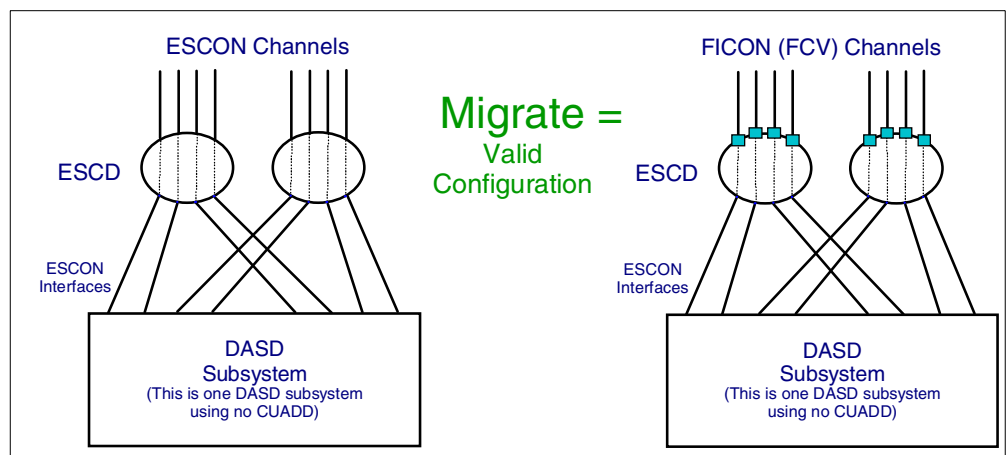 ESCON Channels
FICON (FCV) Channels
Migrate =
Valid
Configuration
ESCD
ESCD
ESCON
Interfaces
ESCON
Interfaces
DASD
Subsystem
(This is one DASD subsystem
using no CUADD)
DASD
Subsystem
(This is one DASD subsystem
using no CUADD)